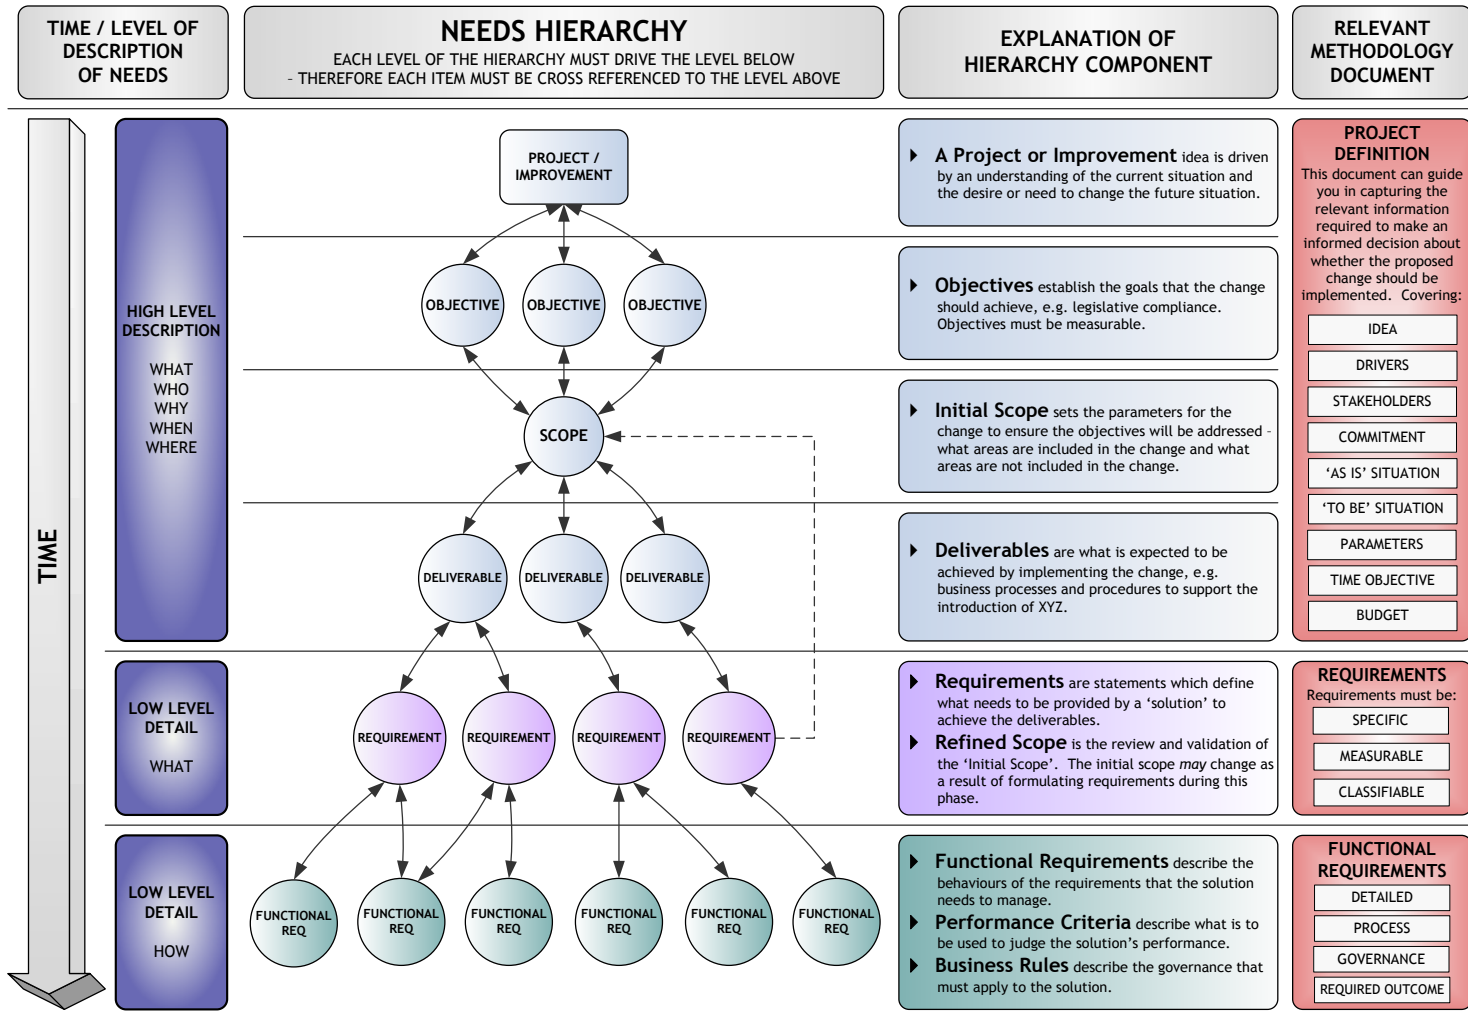 TIME / LEVEL OF
DESCRIPTION
OF NEEDS
NEEDS HIERARCHY
EACH LEVEL OF THE HIERARCHY MUST DRIVE THE LEVEL BELOW
- THEREFORE EACH ITEM MUST BE CROSS REFERENCED TO THE LEVEL ABOVE
EXPLANATION OF
HIERARCHY COMPONENT
RELEVANT
METHODOLOGY
DOCUMENT
TIME
HIGH LEVEL
DESCRIPTION
WHAT
WHO
WHY
WHEN
WHERE
PROJECT /
IMPROVEMENT
OBJECTIVE
OBJECTIVE
OBJECTIVE
SCOPE
DELIVERABLE
DELIVERABLE
DELIVERABLE
A Project or Improvement idea is driven
by an understanding of the current situation and
the desire or need to change the future situation.
Objectives establish the goals that the change
should achieve, e.g. legislative compliance.
Objectives must be measurable.
Initial Scope sets the parameters for the
change to ensure the objectives will be addressed -
what areas are included in the change and what
areas are not included in the change.
Deliverables are what is expected to be
achieved by implementing the change, e.g.
business processes and procedures to support the
introduction of XYZ.
PROJECT
DEFINITION
This document can guide
you in capturing the
relevant information
required to make an
informed decision about
whether the proposed
change should be
implemented. Covering:
IDEA
DRIVERS
STAKEHOLDERS
COMMITMENT
‘AS IS’ SITUATION
‘TO BE’ SITUATION
PARAMETERS
TIME OBJECTIVE
BUDGET
LOW LEVEL
DETAIL
WHAT
REQUIREMENT
REQUIREMENT
REQUIREMENT
REQUIREMENT
Requirements are statements which define
what needs to be provided by a ‘solution’ to
achieve the deliverables.
Refined Scope is the review and validation of
the ‘Initial Scope’. The initial scope may change as
a result of formulating requirements during this
phase.
REQUIREMENTS
Requirements must be:
SPECIFIC
MEASURABLE
CLASSIFIABLE
LOW LEVEL
DETAIL
HOW
FUNCTIONAL
REQ
FUNCTIONAL
REQ
FUNCTIONAL
REQ
FUNCTIONAL
REQ
FUNCTIONAL
REQ
FUNCTIONAL
REQ
Functional Requirements describe the
behaviours of the requirements that the solution
needs to manage.
Performance Criteria describe what is to
be used to judge the solution’s performance.
Business Rules describe the governance that
must apply to the solution.
FUNCTIONAL
REQUIREMENTS
DETAILED
PROCESS
GOVERNANCE
REQUIRED OUTCOME